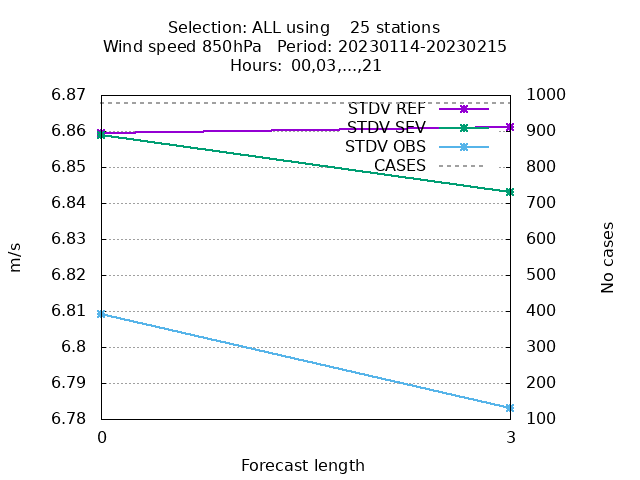 Selection: ALL using    25 stations
Wind speed 850hPa   Period: 20230114-20230215
Hours:  00,03,...,21
6.87
6.86
6.85
6.84
6.83
6.82
6.81
6.8
6.79
6.78
m/s
STDV REF
STDV SEV
STDV OBS
CASES
1000
900
800
700
600
500
400
300
200
100
No cases
0
3
Forecast length